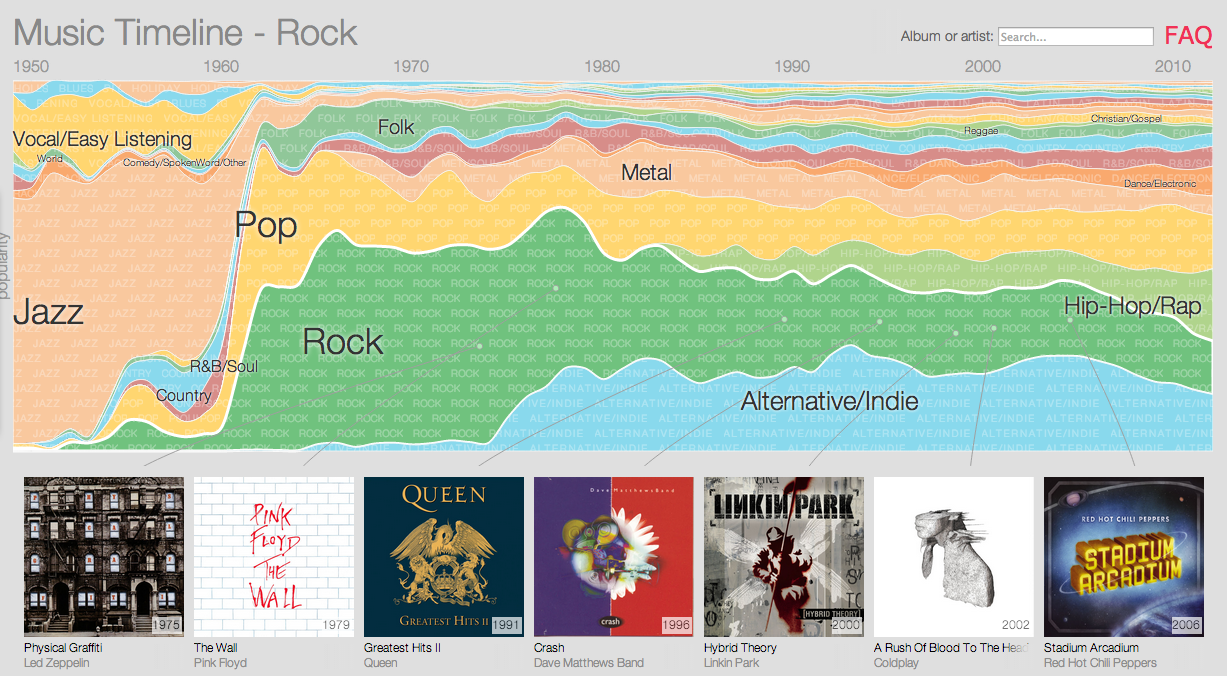 Music Timeline - Rock
Album or artist: Search... FAQ
1950 1960 1970 1980 1990 2000 2010
Christian/Gospel
Folk
Reggae
Vocal/Easy Listening
World
Comedy/SpokenWord/Other
Metal
Dance/Electronic
Pop
popularity
Jazz
Hip-Hop/Rap
Rock
R&B/Soul
Country
Alternative/Indie
PINK
FLOYD
THE
WALL
QUEEN
GREATEST HITS II
Dave Matthews Band
crash
LINKIN PARK
[HYBRID THEORY]
RED HOT CHILI PEPPERS
STADIUM
ARCADIUM
1975 1979 1991 1996 2000 2002 2006
Physical Graffiti
Led Zeppelin
The Wall
Pink Floyd
Greatest Hits II
Queen
Crash
Dave Matthews Band
Hybrid Theory
Linkin Park
A Rush Of Blood To The Head
Coldplay
Stadium Arcadium
Red Hot Chili Peppers